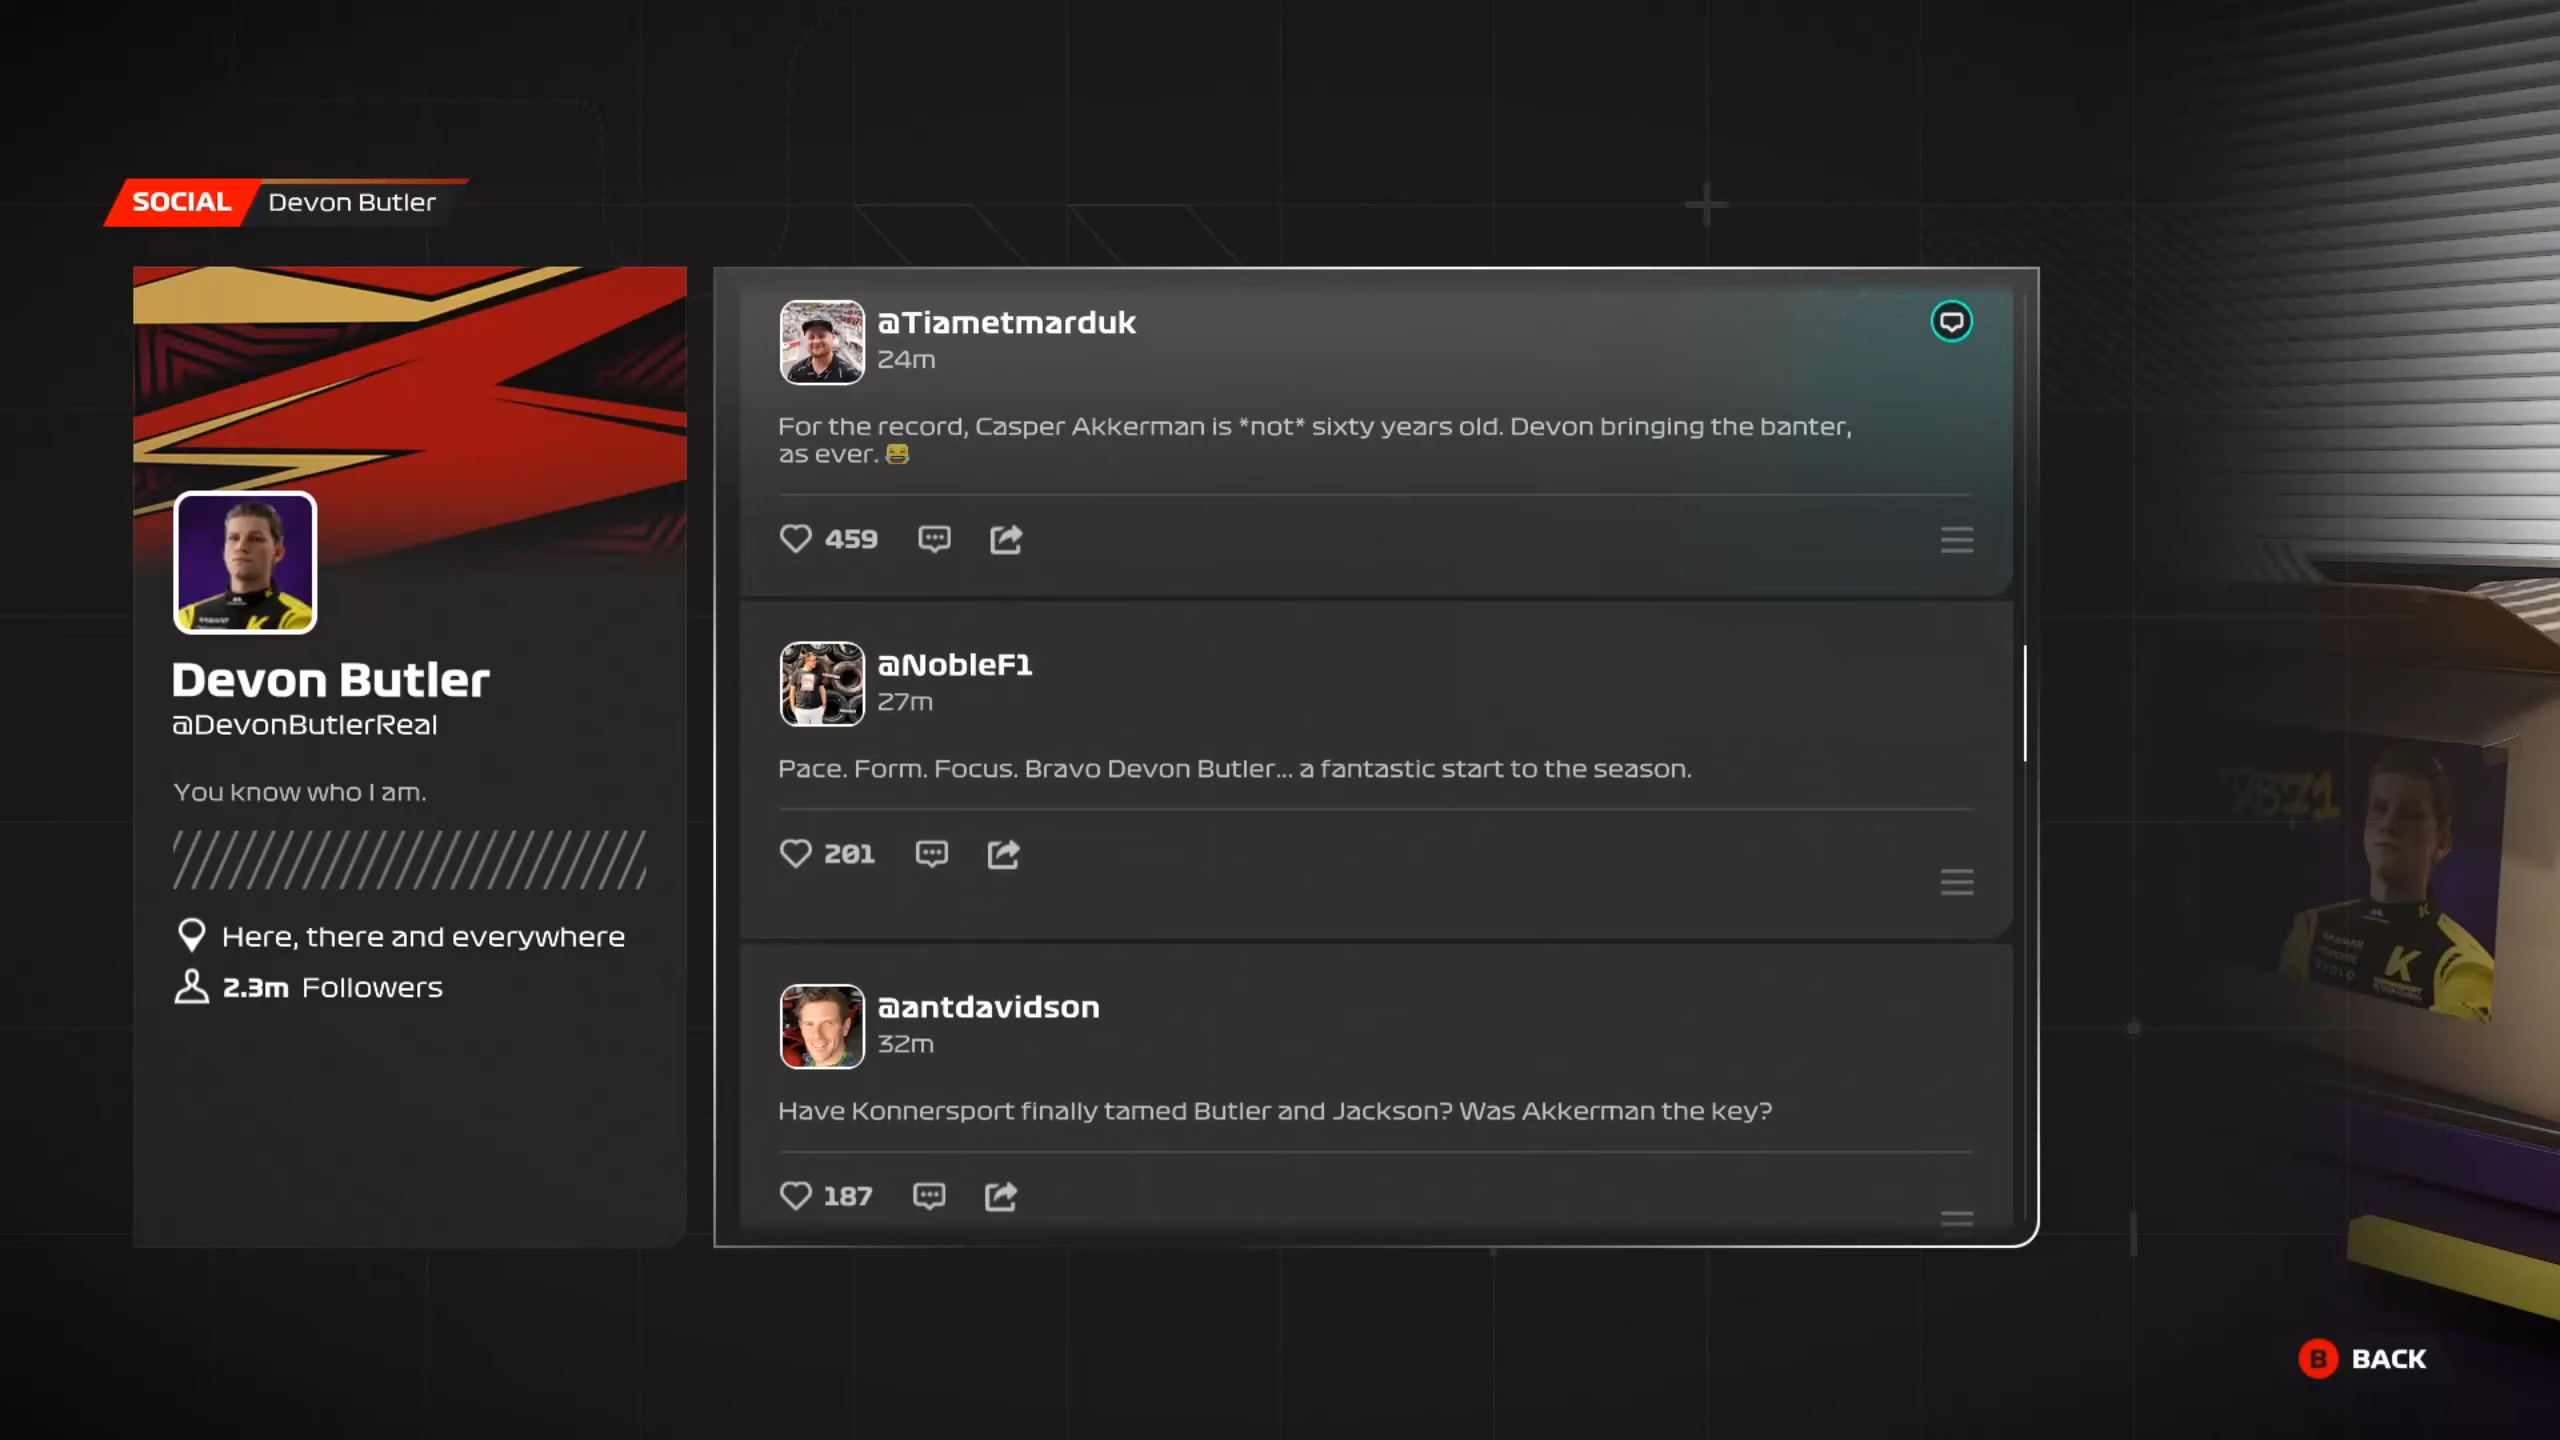 SOCIAL Devon Butler
Devon Butler
@DevonButlerReal
You know who I am.
Here, there and everywhere
2.3m Followers
@Tiametmarduk
24m
For the record, Casper Akkerman is *not* sixty years old. Devon bringing the banter,
as ever. 😂
459
@NobleF1
27m
Pace. Form. Focus. Bravo Devon Butler... a fantastic start to the season.
201
@antdavidson
32m
Have Konnersport finally tamed Butler and Jackson? Was Akkerman the key?
187
DB71
K
B BACK